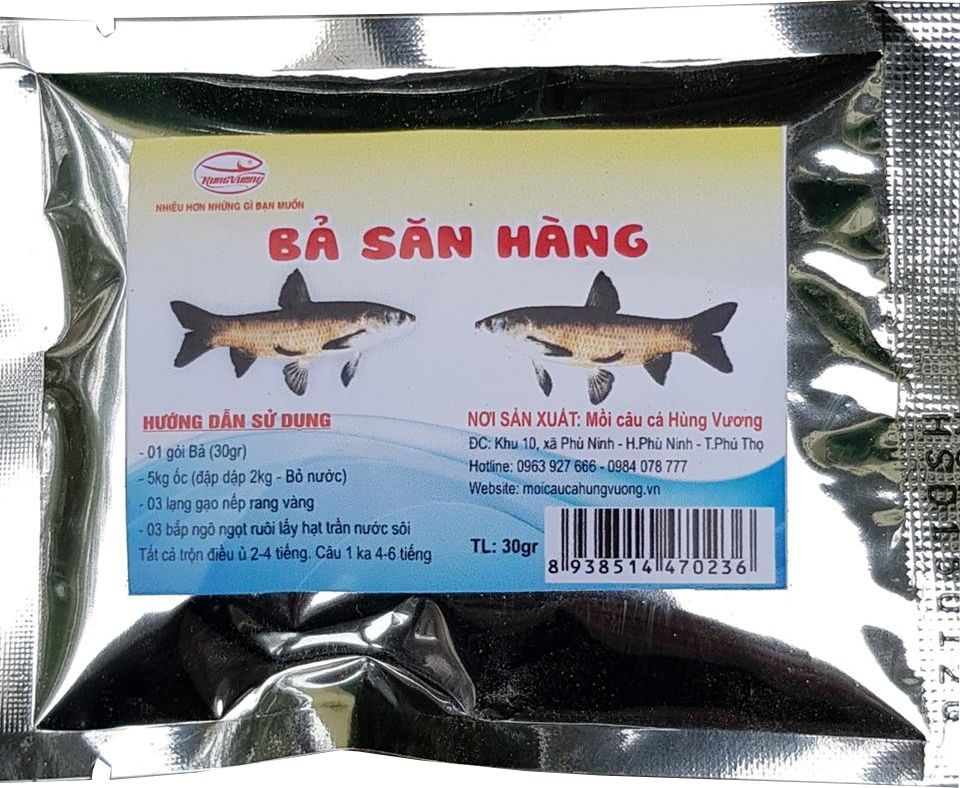 HungVuong
NHIỀU HƠN NHỮNG GÌ BẠN MUỐN
BẢ SĂN HÀNG
HƯỚNG DẪN SỬ DỤNG
- 01 gói Bả (30gr)
- 5kg ốc (đập dập 2kg - Bỏ nước)
- 03 lạng gạo nếp rang vàng
- 03 bắp ngô ngọt ruôi lấy hạt trần nước sôi
Tất cả trộn điều ủ 2-4 tiếng. Câu 1 ka 4-6 tiếng
NƠI SẢN XUẤT: Mồi câu cá Hùng Vương
ĐC: Khu 10, xã Phù Ninh - H.Phù Ninh - T.Phú Thọ
Hotline: 0963 927 666 - 0984 078 777
Website: moicaucahungvuong.vn
TL: 30gr
8 938514 470236